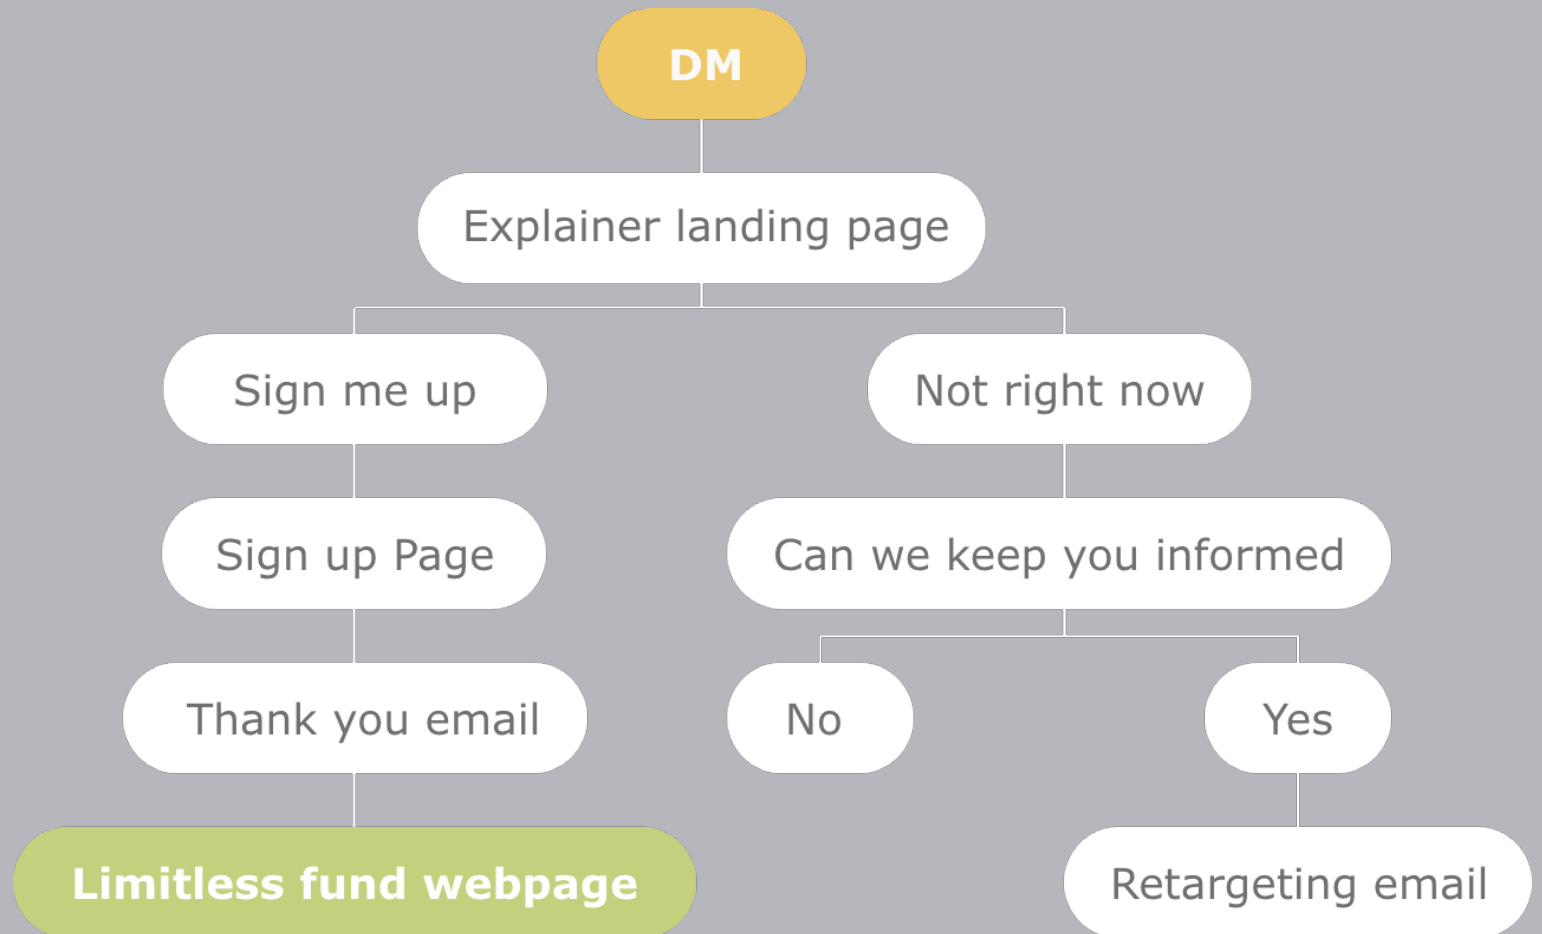 DM
Explainer landing page
Sign me up
Not right now
Sign up Page
Can we keep you informed
Thank you email
No
Yes
Limitless fund webpage
Retargeting email